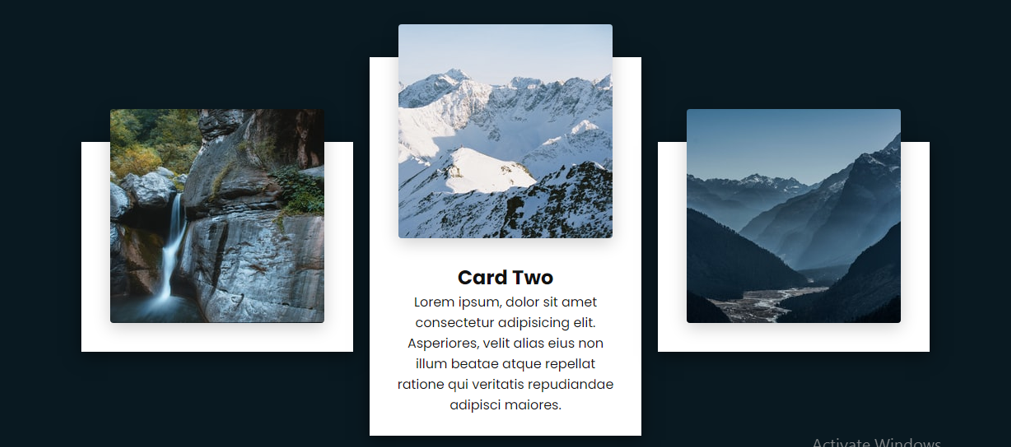 Card Two
Lorem ipsum, dolor sit amet
consectetur adipisicing elit.
Asperiores, velit alias eius non
illum beatae atque repellat
ratione qui veritatis repudiandae
adipisci maiores.
Activate Windows